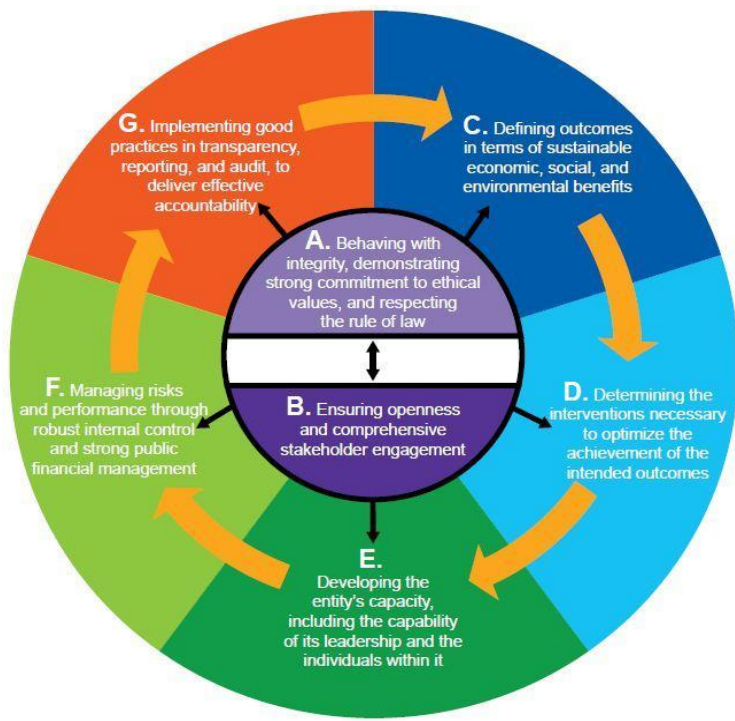 G. Implementing good
practices in transparency,
reporting, and audit, to
deliver effective
accountability
C. Defining outcomes
in terms of sustainable
economic, social, and
environmental benefits
A. Behaving with
integrity, demonstrating
strong commitment to ethical
values, and respecting
the rule of law
F. Managing risks
and performance through
robust internal control
and strong public
financial management
B. Ensuring openness
and comprehensive
stakeholder engagement
D. Determining the
interventions necessary
to optimize the
achievement of the
intended outcomes
E.
Developing the
entity's capacity,
including the capability
of its leadership and the
individuals within it